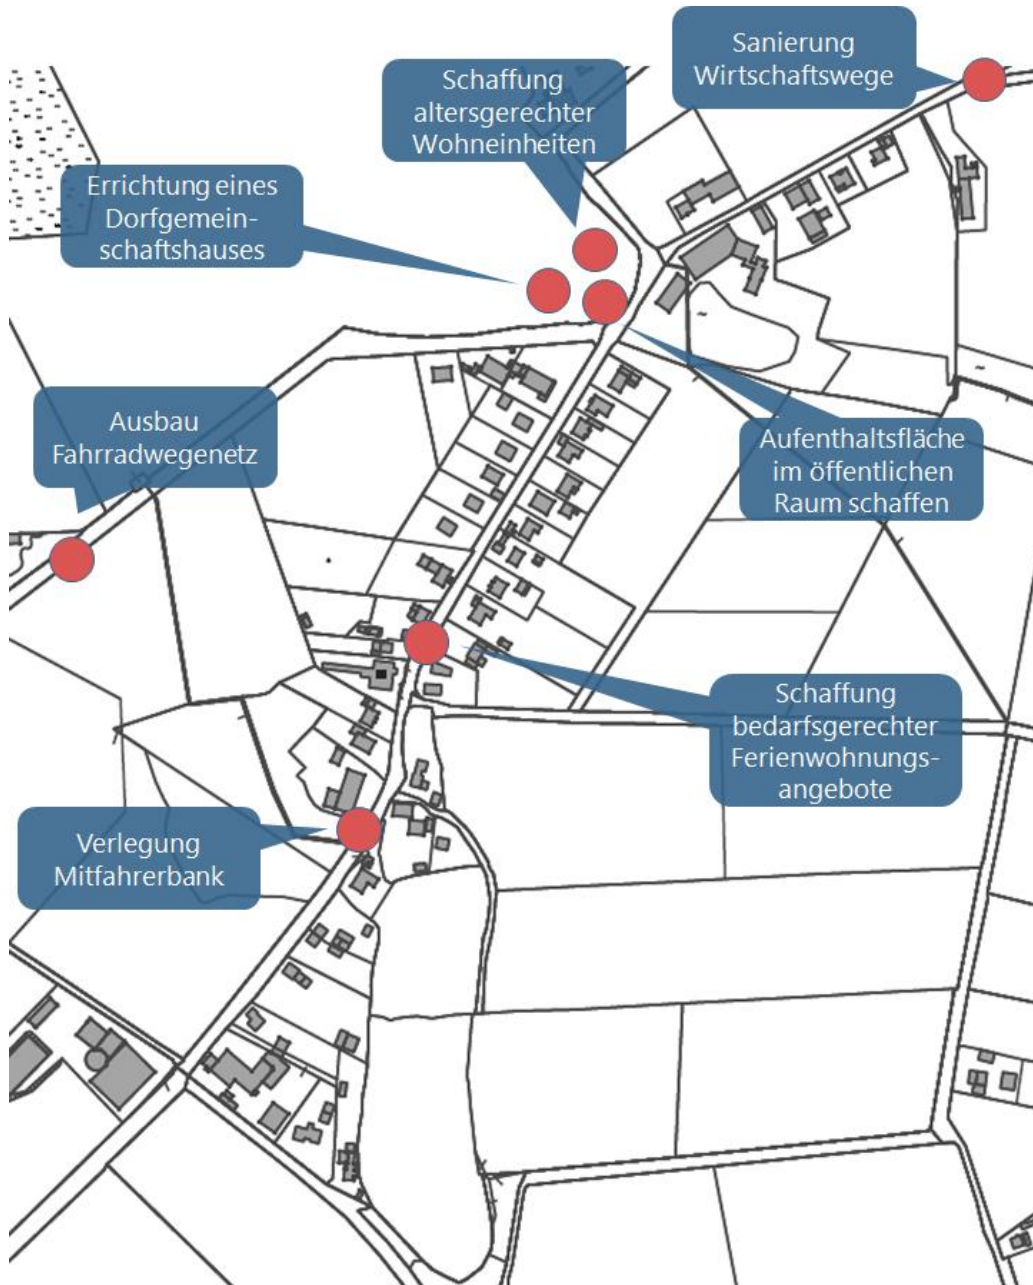 Sanierung
Wirtschaftswege
Schaffung
altersgerechter
Wohneinheiten
Errichtung eines
Dorfgemein-
schaftshauses
Ausbau
Fahrradwegenetz
Aufenthaltsfläche
im öffentlichen
Raum schaffen
Schaffung
bedarfsgerechter
Ferienwohnungs-
angebote
Verlegung
Mitfahrerbank